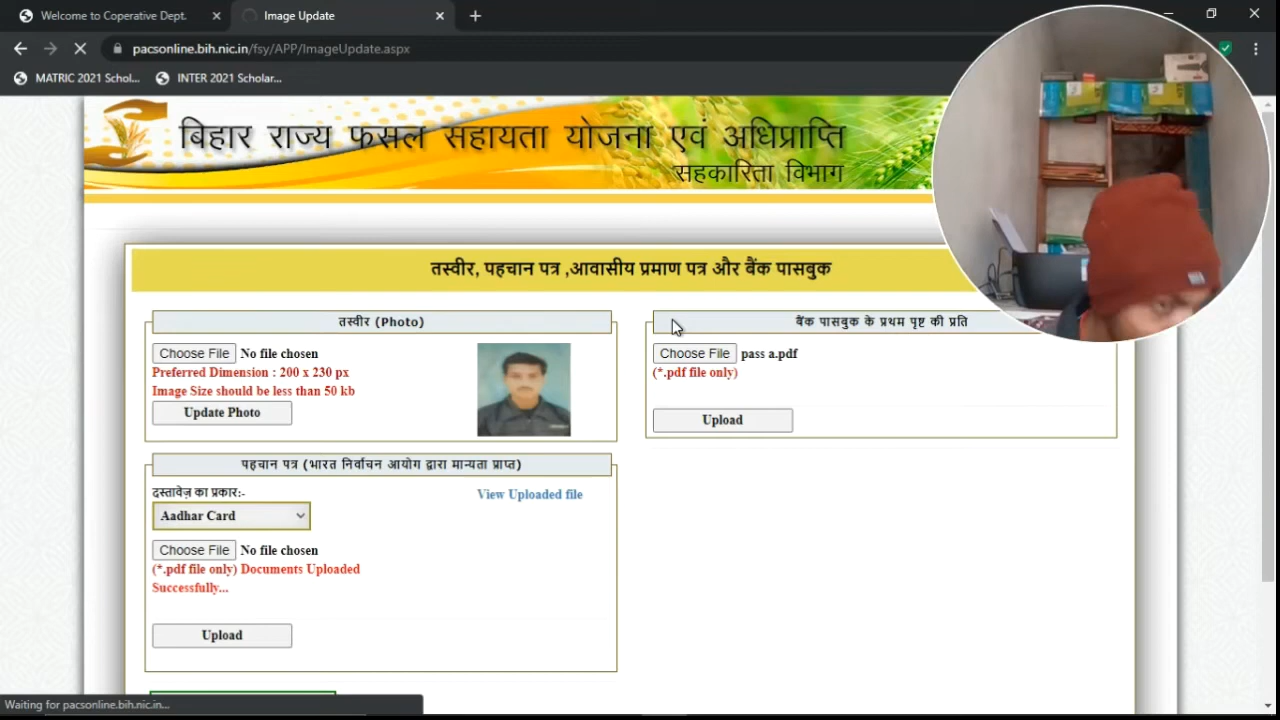 Welcome to Coperative Dept.
Image Update
pacsonline.bih.nic.in/fsy/APP/ImageUpdate.aspx
MATRIC 2021 Schol...
INTER 2021 Scholar...
बिहार राज्य फसल सहायता योजना एवं अधिप्राप्ति
सहकारिता विभाग
तस्वीर, पहचान पत्र ,आवासीय प्रमाण पत्र और बैंक पासबुक
तस्वीर (Photo)
Choose File No file chosen
Preferred Dimension : 200 x 230 px
Image Size should be less than 50 kb
Update Photo
बैंक पासबुक के प्रथम पृष्ट की प्रति
Choose File pass a.pdf
(*.pdf file only)
Upload
पहचान पत्र (भारत निर्वाचन आयोग द्वारा मान्यता प्राप्त)
दस्तावेज़ का प्रकार:-
View Uploaded file
Aadhar Card
Choose File No file chosen
(*.pdf file only) Documents Uploaded
Successfully...
Upload
Waiting for pacsonline.bih.nic.in...